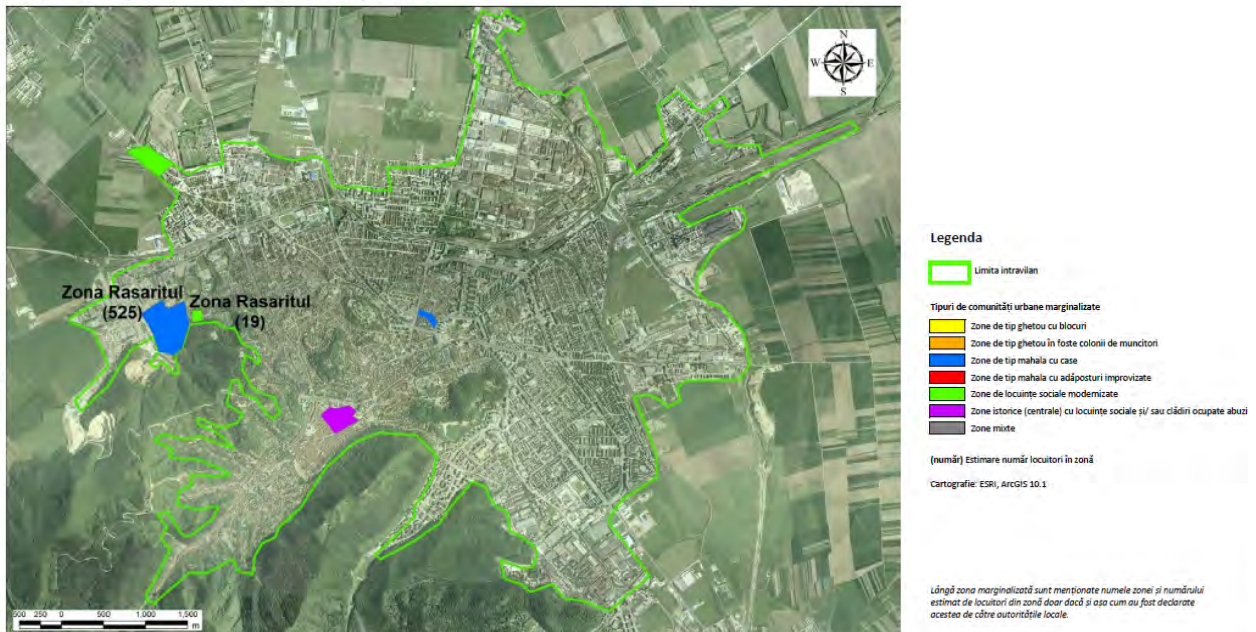 N
W E
S
Zona Rasaritul
(525)
Zona Rasaritul
(19)
500 250 0 500 1,000 1,500
m
Legenda
Limita intravilan
Tipuri de comunități urbane marginalizate
Zone de tip ghetou cu blocuri
Zone de tip ghetou în foste colonii de muncitori
Zone de tip mahala cu case
Zone de tip mahala cu adăposturi improvizate
Zone de locuințe sociale modernizate
Zone istorice (centrale) cu locuințe sociale și/ sau clădiri ocupate abuzi
Zone mixte
(număr) Estimare număr locuitori în zonă
Cartografie: ESRI, ArcGIS 10.1
Lângă zona marginalizată sunt menționate numele zonei și numărului
estimat de locuitori din zonă doar dacă și așa cum au fost declarate
acestea de către autoritățile locale.